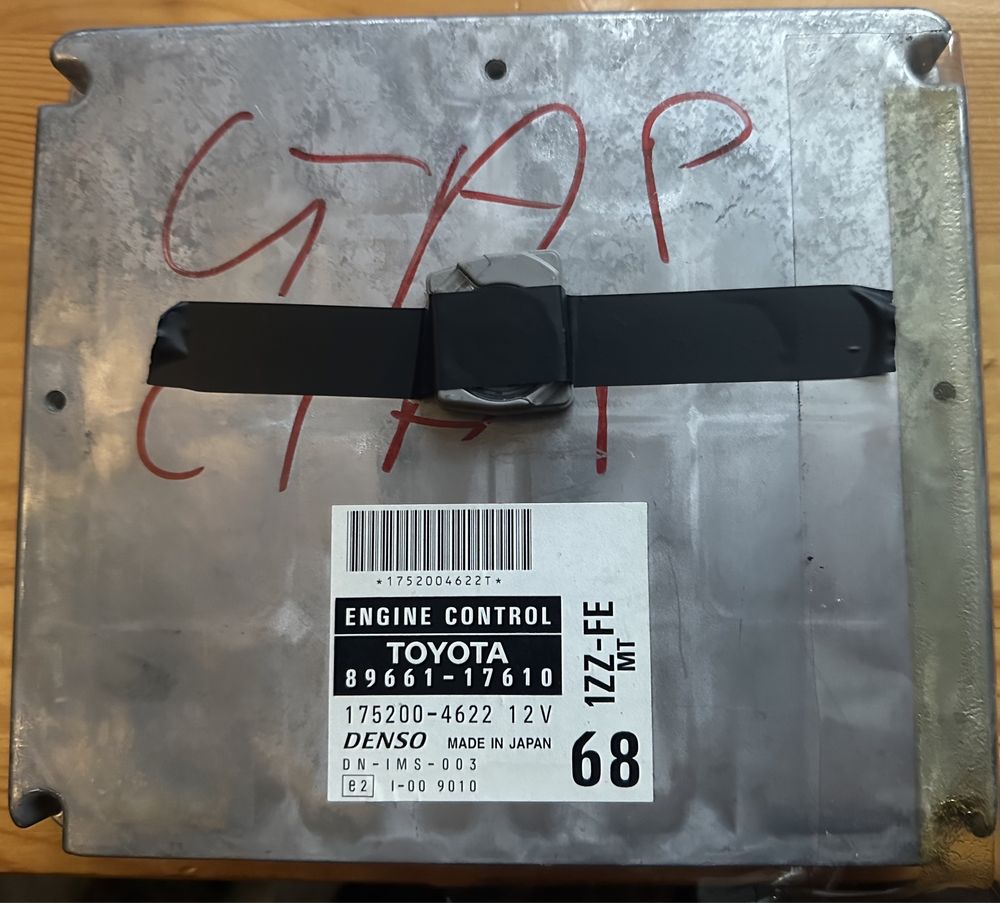 *1752004622T*
ENGINE CONTROL
TOYOTA
89661-17610
175200-4622 12V
DENSO MADE IN JAPAN
DN-IMS-003
e2 I-00 9010
1ZZ-FE
MT
68